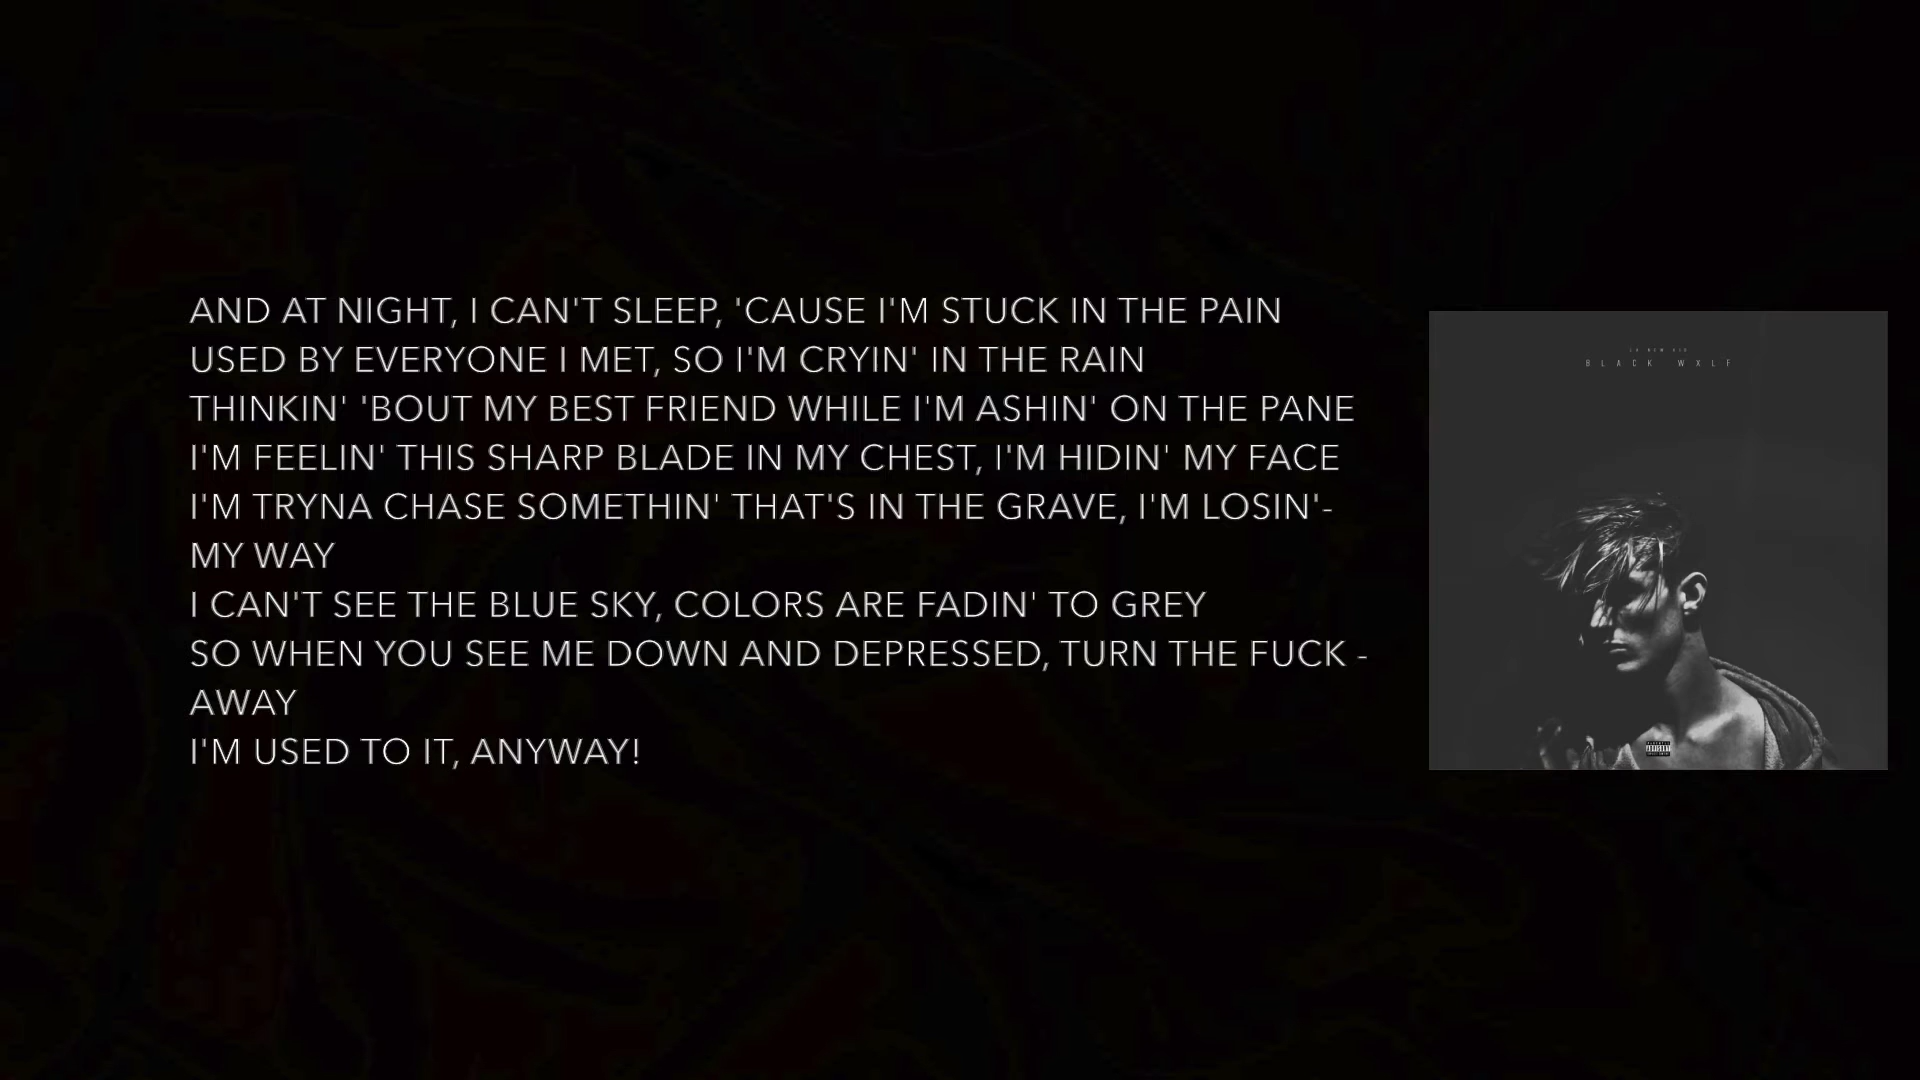 AND AT NIGHT, I CAN'T SLEEP, 'CAUSE I'M STUCK IN THE PAIN
USED BY EVERYONE I MET, SO I'M CRYIN' IN THE RAIN
THINKIN' 'BOUT MY BEST FRIEND WHILE I'M ASHIN' ON THE PANE
I'M FEELIN' THIS SHARP BLADE IN MY CHEST, I'M HIDIN' MY FACE
I'M TRYNA CHASE SOMETHIN' THAT'S IN THE GRAVE, I'M LOSIN'-
MY WAY
I CAN'T SEE THE BLUE SKY, COLORS ARE FADIN' TO GREY
SO WHEN YOU SEE ME DOWN AND DEPRESSED, TURN THE FUCK -
AWAY
I'M USED TO IT, ANYWAY!
BLACK WXLF